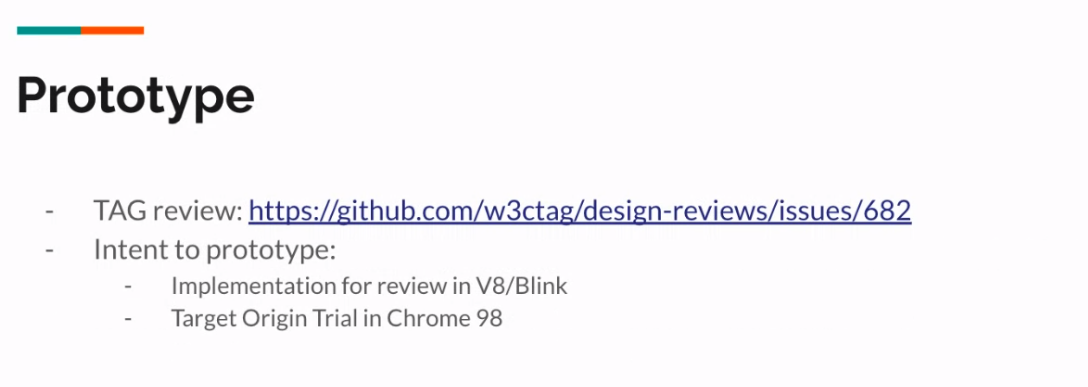 Prototype
- TAG review: https://github.com/w3ctag/design-reviews/issues/682
- Intent to prototype:
- Implementation for review in V8/Blink
- Target Origin Trial in Chrome 98